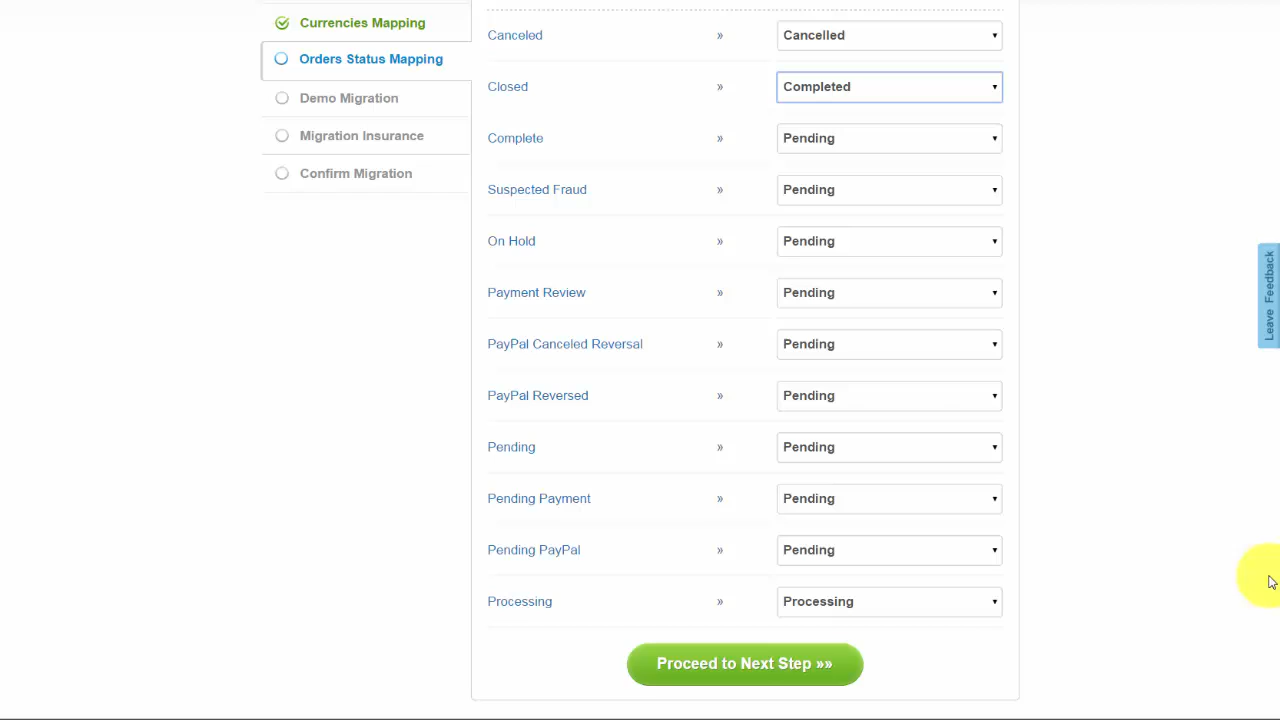 Currencies Mapping
Orders Status Mapping
Demo Migration
Migration Insurance
Confirm Migration
Canceled » Cancelled
Closed » Completed
Complete » Pending
Suspected Fraud » Pending
On Hold » Pending
Payment Review » Pending
PayPal Canceled Reversal » Pending
PayPal Reversed » Pending
Pending » Pending
Pending Payment » Pending
Pending PayPal » Pending
Processing » Processing
Proceed to Next Step »»
Leave Feedback